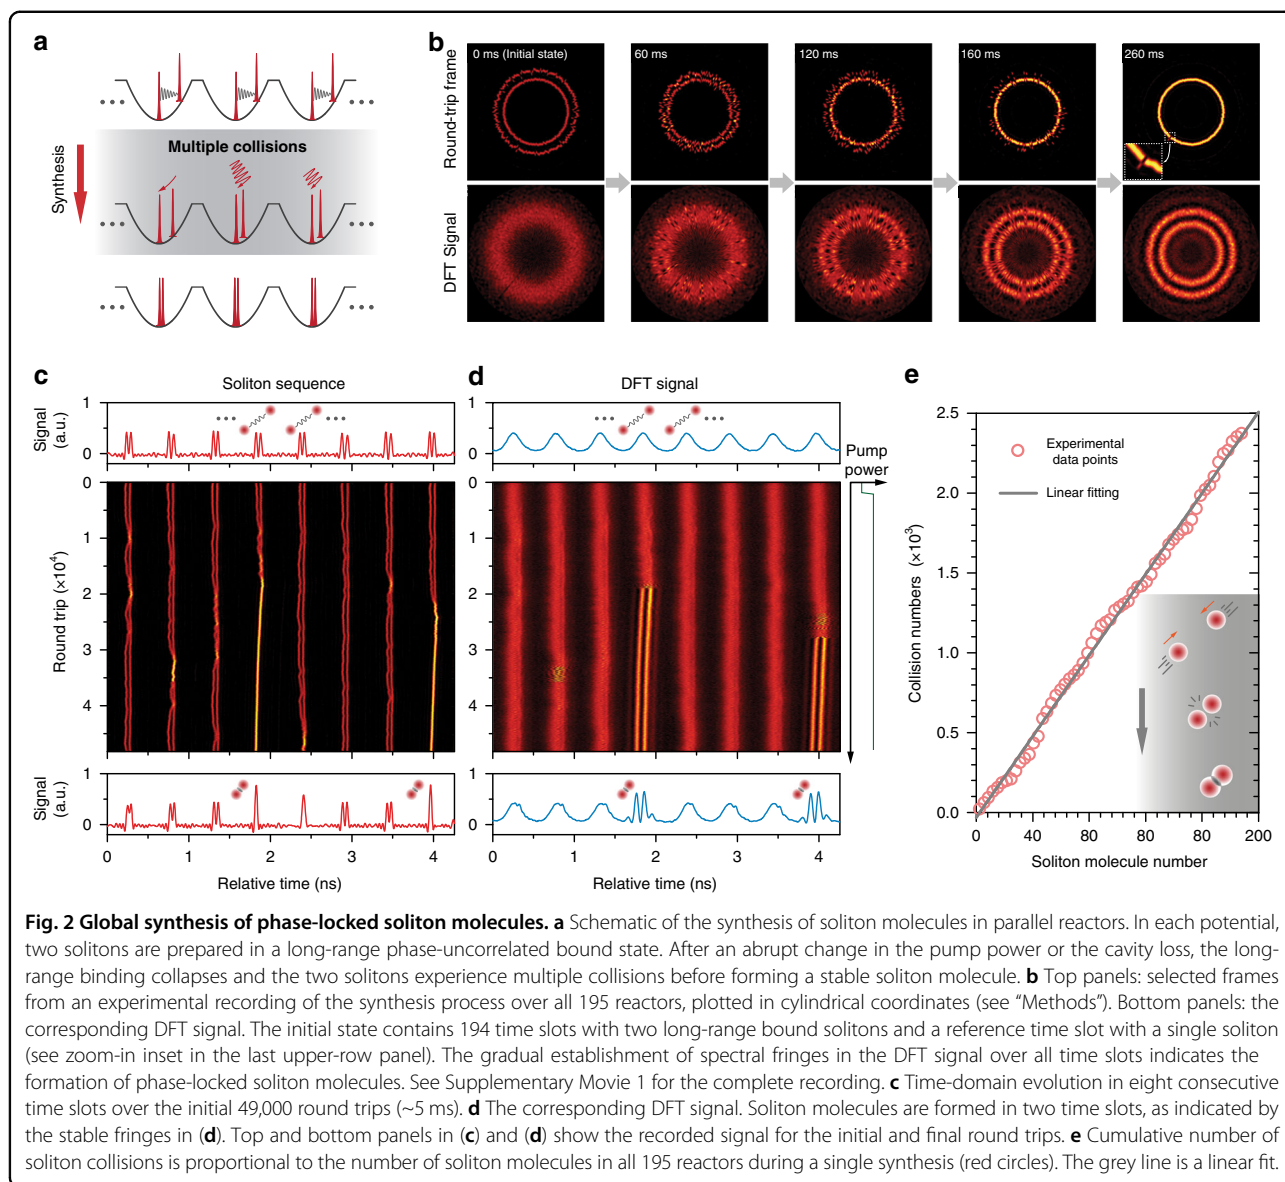 a
Multiple collisions
Synthesis
b
Round-trip frame
0 ms (Initial state)
60 ms
120 ms
160 ms
260 ms
DFT Signal
c
Soliton sequence
Signal
(a.u.)
1
0
Round trip (×10⁴)
0
1
2
3
4
Signal
(a.u.)
1
0
0
1
2
3
4
Relative time (ns)
d
DFT signal
1
0
Pump
power
0
1
2
3
4
1
0
0
1
2
3
4
Relative time (ns)
e
Collision numbers (×10³)
2.5
2.0
1.5
1.0
0.5
0.0
Experimental
data points
Linear fitting
0
40
80
80
80
200
Soliton molecule number
Fig. 2 Global synthesis of phase-locked soliton molecules. a Schematic of the synthesis of soliton molecules in parallel reactors. In each potential,
two solitons are prepared in a long-range phase-uncorrelated bound state. After an abrupt change in the pump power or the cavity loss, the long-
range binding collapses and the two solitons experience multiple collisions before forming a stable soliton molecule. b Top panels: selected frames
from an experimental recording of the synthesis process over all 195 reactors, plotted in cylindrical coordinates (see “Methods”). Bottom panels: the
corresponding DFT signal. The initial state contains 194 time slots with two long-range bound solitons and a reference time slot with a single soliton
(see zoom-in inset in the last upper-row panel). The gradual establishment of spectral fringes in the DFT signal over all time slots indicates the
formation of phase-locked soliton molecules. See Supplementary Movie 1 for the complete recording. c Time-domain evolution in eight consecutive
time slots over the initial 49,000 round trips (~5 ms). d The corresponding DFT signal. Soliton molecules are formed in two time slots, as indicated by
the stable fringes in (d). Top and bottom panels in (c) and (d) show the recorded signal for the initial and final round trips. e Cumulative number of
soliton collisions is proportional to the number of soliton molecules in all 195 reactors during a single synthesis (red circles). The grey line is a linear fit.